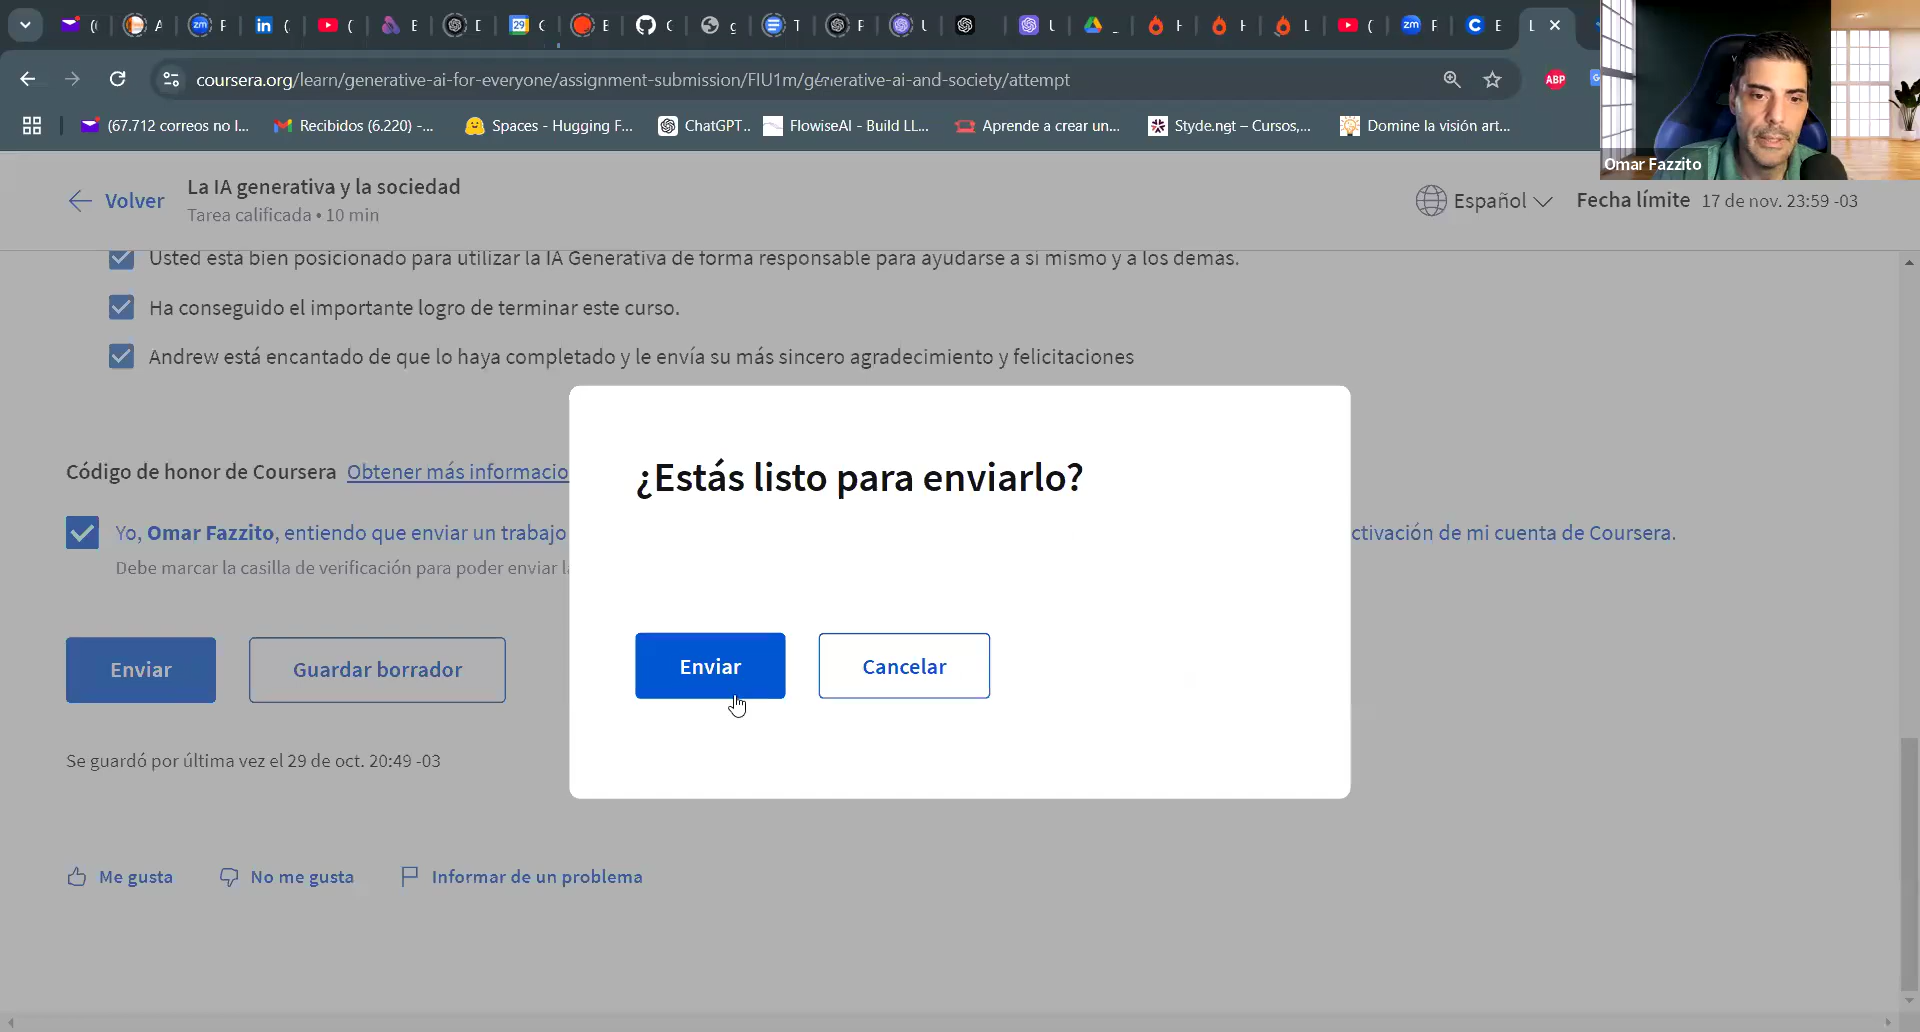 coursera.org/learn/generative-ai-for-everyone/assignment-submission/FIU1m/generative-ai-and-society/attempt
ABP
(67.712 correos no l...
Recibidos (6.220) -...
Spaces - Hugging F...
ChatGPT...
FlowiseAI - Build LL...
Aprende a crear un...
Styde.net – Cursos,...
Domine la visión art...
Omar Fazzito
Volver
La IA generativa y la sociedad
Tarea calificada • 10 min
Español
Fecha límite 17 de nov. 23:59 -03
Usted está bien posicionado para utilizar la IA Generativa de forma responsable para ayudarse a sí mismo y a los demás.
Ha conseguido el importante logro de terminar este curso.
Andrew está encantado de que lo haya completado y le envía su más sincero agradecimiento y felicitaciones
¿Estás listo para enviarlo?
Código de honor de Coursera Obtener más informacio
Yo, Omar Fazzito, entiendo que enviar un trabajo
ctivación de mi cuenta de Coursera.
Debe marcar la casilla de verificación para poder enviar l
Enviar
Cancelar
Enviar
Guardar borrador
Se guardó por última vez el 29 de oct. 20:49 -03
Me gusta
No me gusta
Informar de un problema